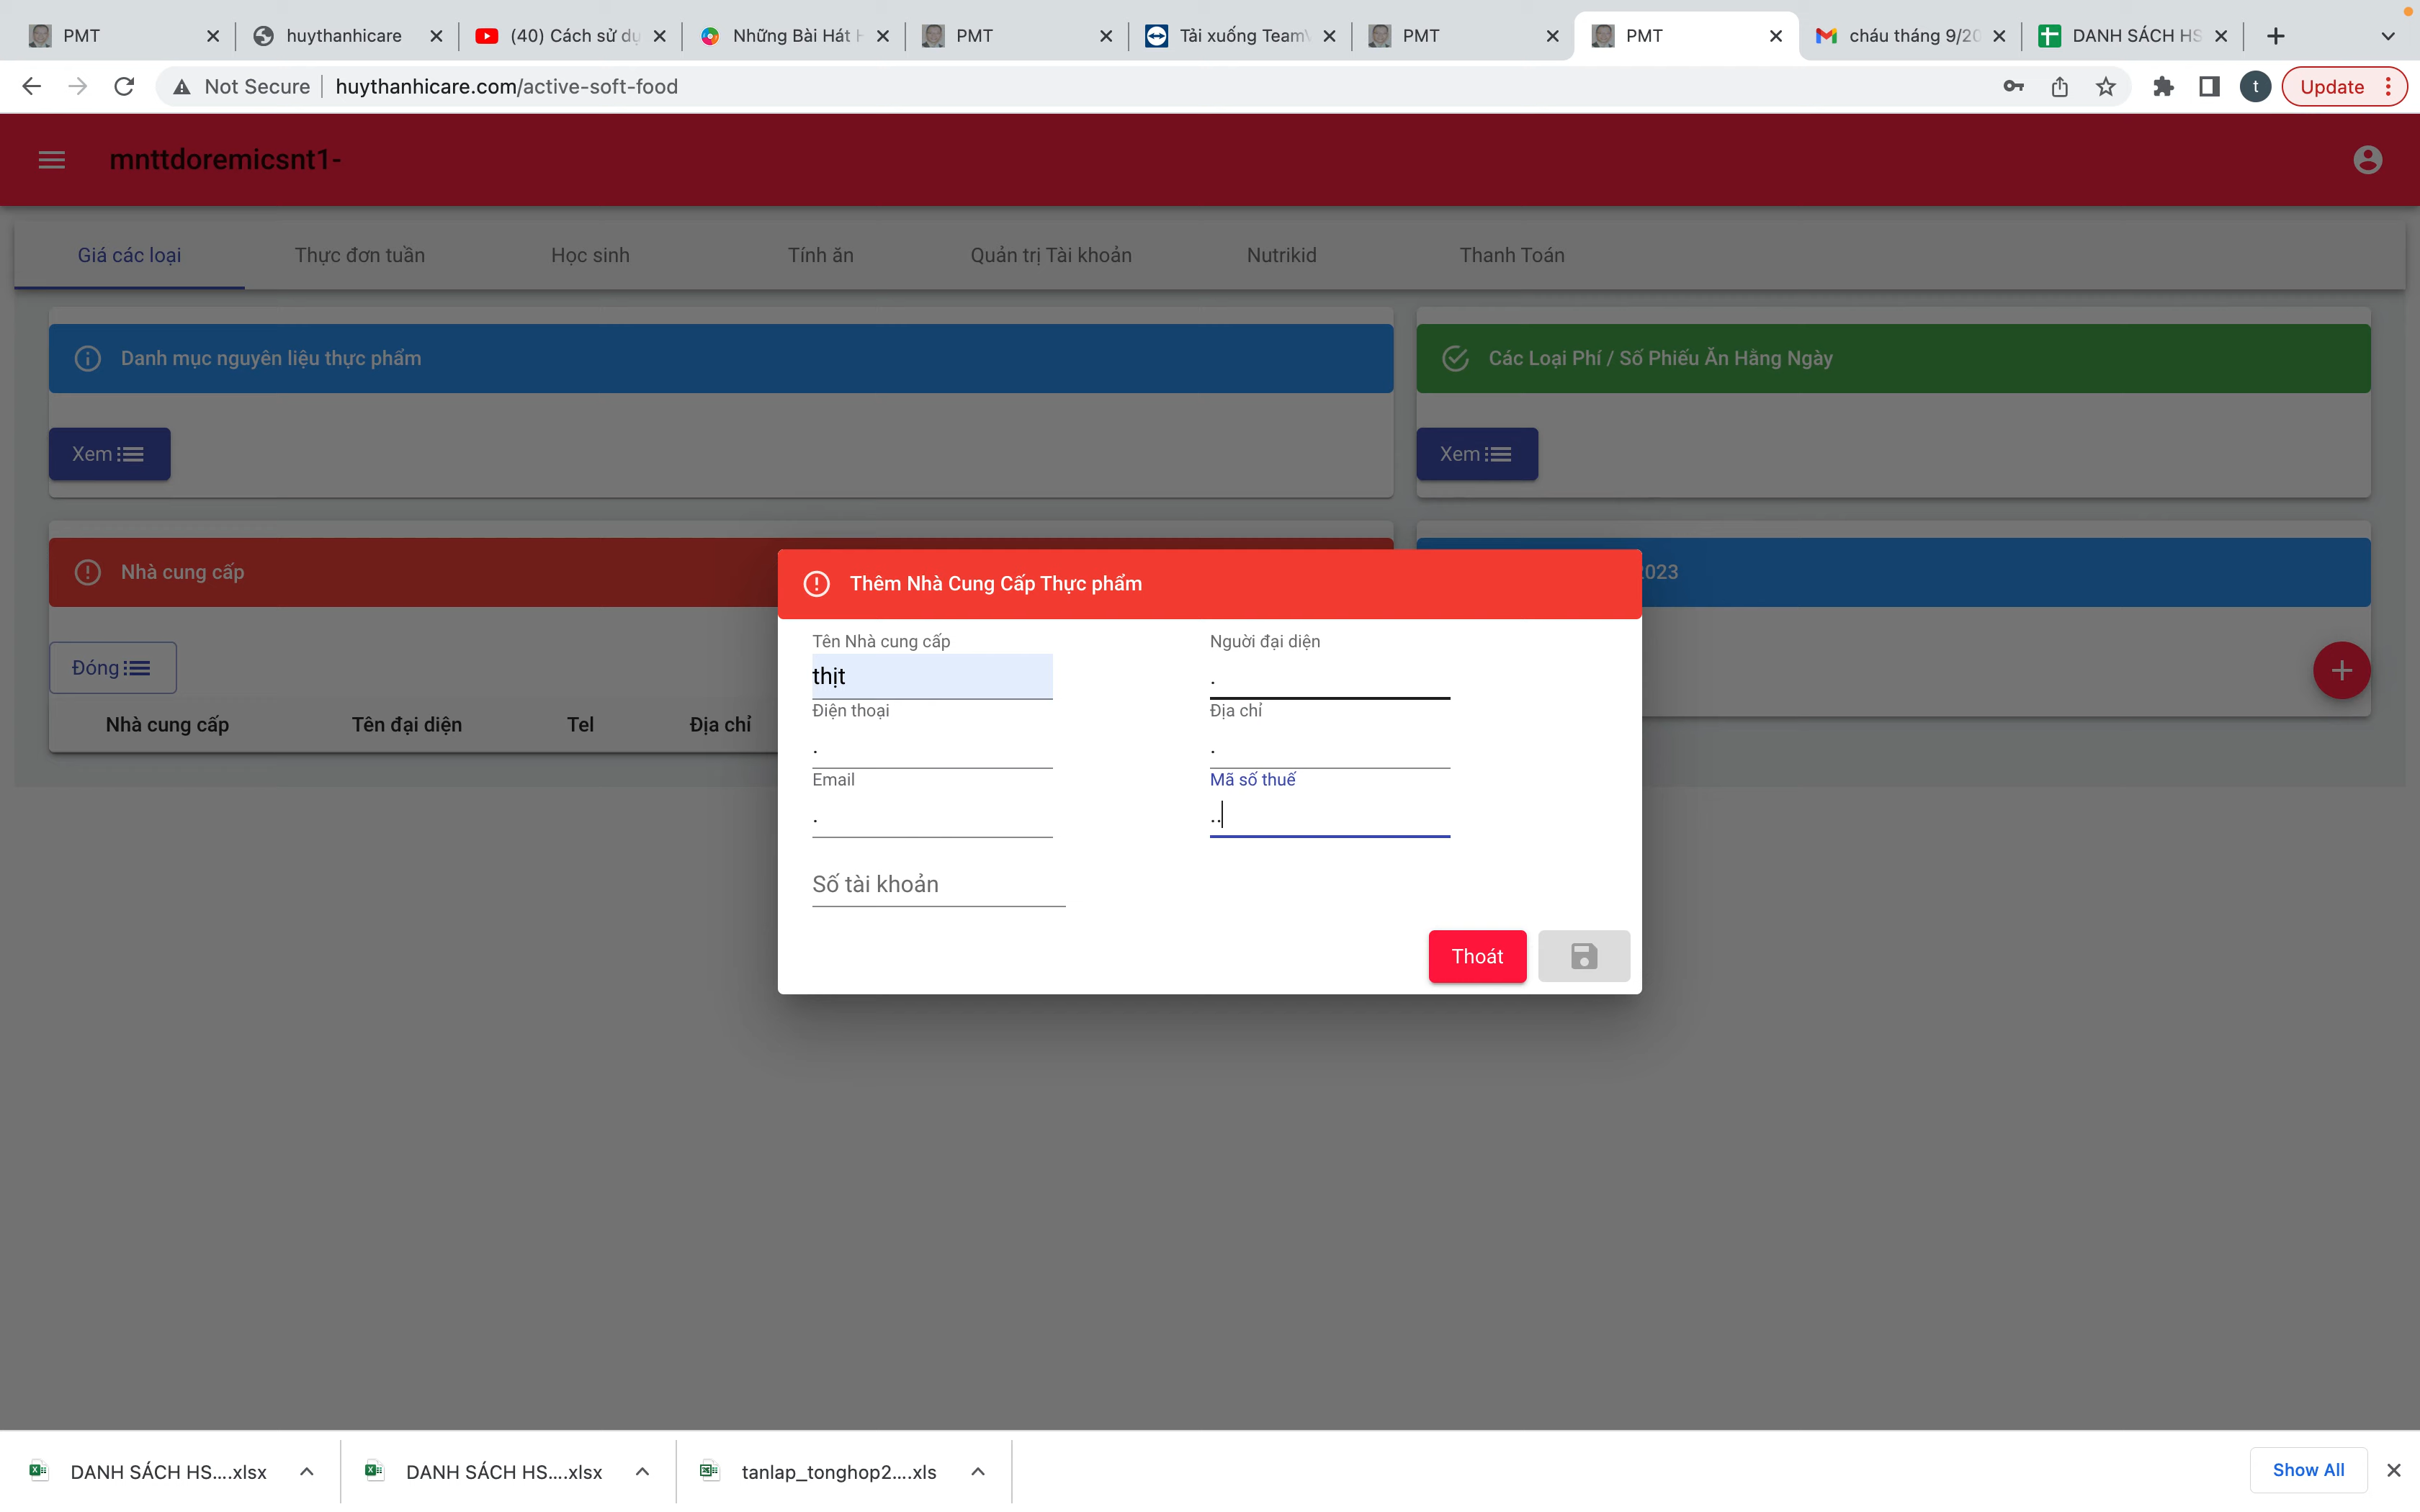 PMT
huythanhicare
(40) Cách sử dụ
Những Bài Hát H
PMT
Tải xuống TeamV
PMT
PMT
cháu tháng 9/20
DANH SÁCH HS
Not Secure
huythanhicare.com/active-soft-food
t
Update
mnttdoremicsnt1-
Giá các loại
Thực đơn tuần
Học sinh
Tính ăn
Quản trị Tài khoản
Nutrikid
Thanh Toán
Danh mục nguyên liệu thực phẩm
Các Loại Phí / Số Phiếu Ăn Hằng Ngày
Xem
Xem
Nhà cung cấp
2023
Đóng
Nhà cung cấp
Tên đại diện
Tel
Địa chỉ
Thêm Nhà Cung Cấp Thực phẩm
Tên Nhà cung cấp
thịt
Người đại diện
.
Điện thoại
.
Địa chỉ
.
Email
.
Mã số thuế
..
Số tài khoản
Thoát
DANH SÁCH HS....xlsx
DANH SÁCH HS....xlsx
tanlap_tonghop2....xls
Show All